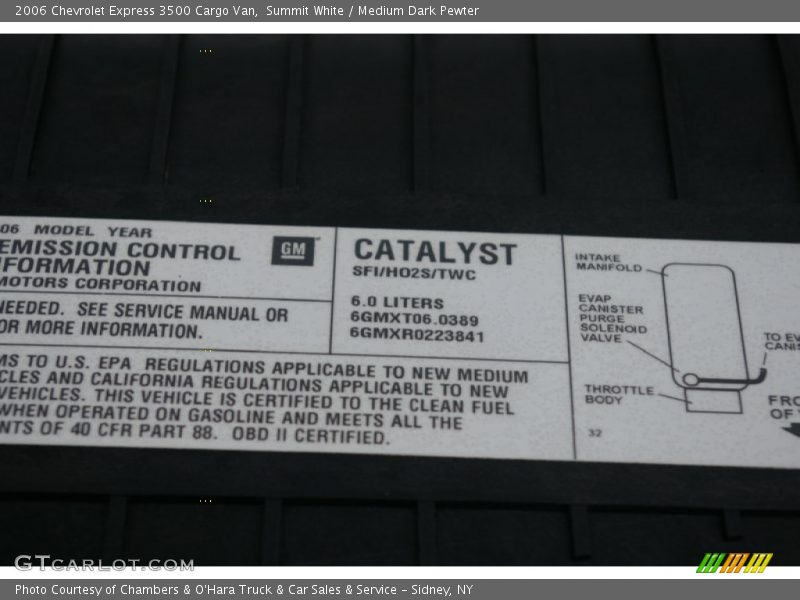 2006 Chevrolet Express 3500 Cargo Van, Summit White / Medium Dark Pewter
06 MODEL YEAR
EMISSION CONTROL
MOTORS CORPORATION
GM
NEEDED. SEE SERVICE MANUAL OR
OR MORE INFORMATION.
CATALYST
SFI/HO2S/TWC
6.0 LITERS
6GMXT06.0389
6GMXR0223841
MS TO U.S. EPA REGULATIONS APPLICABLE TO NEW MEDIUM
CLES AND CALIFORNIA REGULATIONS APPLICABLE TO NEW
VEHICLES. THIS VEHICLE IS CERTIFIED TO THE CLEAN FUEL
WHEN OPERATED ON GASOLINE AND MEETS ALL THE
NTS OF 40 CFR PART 88. OBD II CERTIFIED.
INTAKE
MANIFOLD
EVAP
CANISTER
PURGE
SOLENOID
VALVE
THROTTLE
BODY
32
TO EV
CANIS
FRO
OF
GTCARLOT.COM
Photo Courtesy of Chambers & O'Hara Truck & Car Sales & Service - Sidney, NY